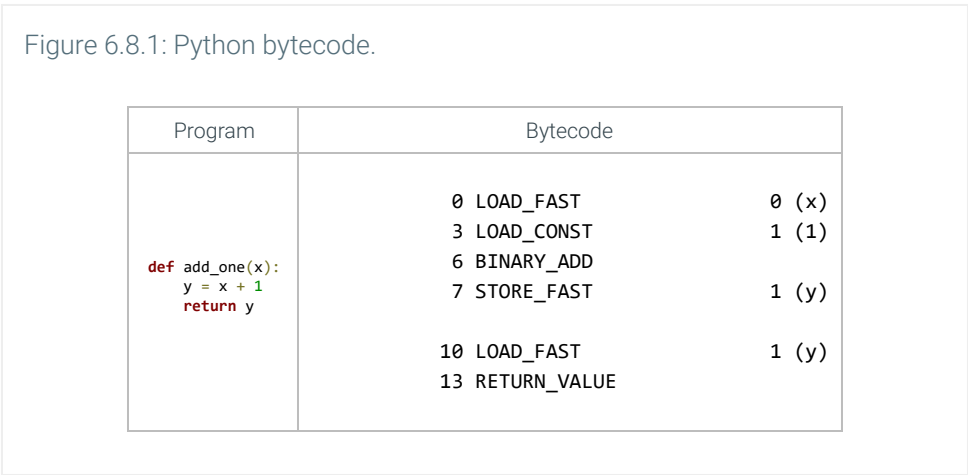 Figure 6.8.1: Python bytecode.
Program Bytecode
def add_one(x):
    y = x + 1
    return y
0 LOAD_FAST 0 (x)
3 LOAD_CONST 1 (1)
6 BINARY_ADD
7 STORE_FAST 1 (y)
10 LOAD_FAST 1 (y)
13 RETURN_VALUE